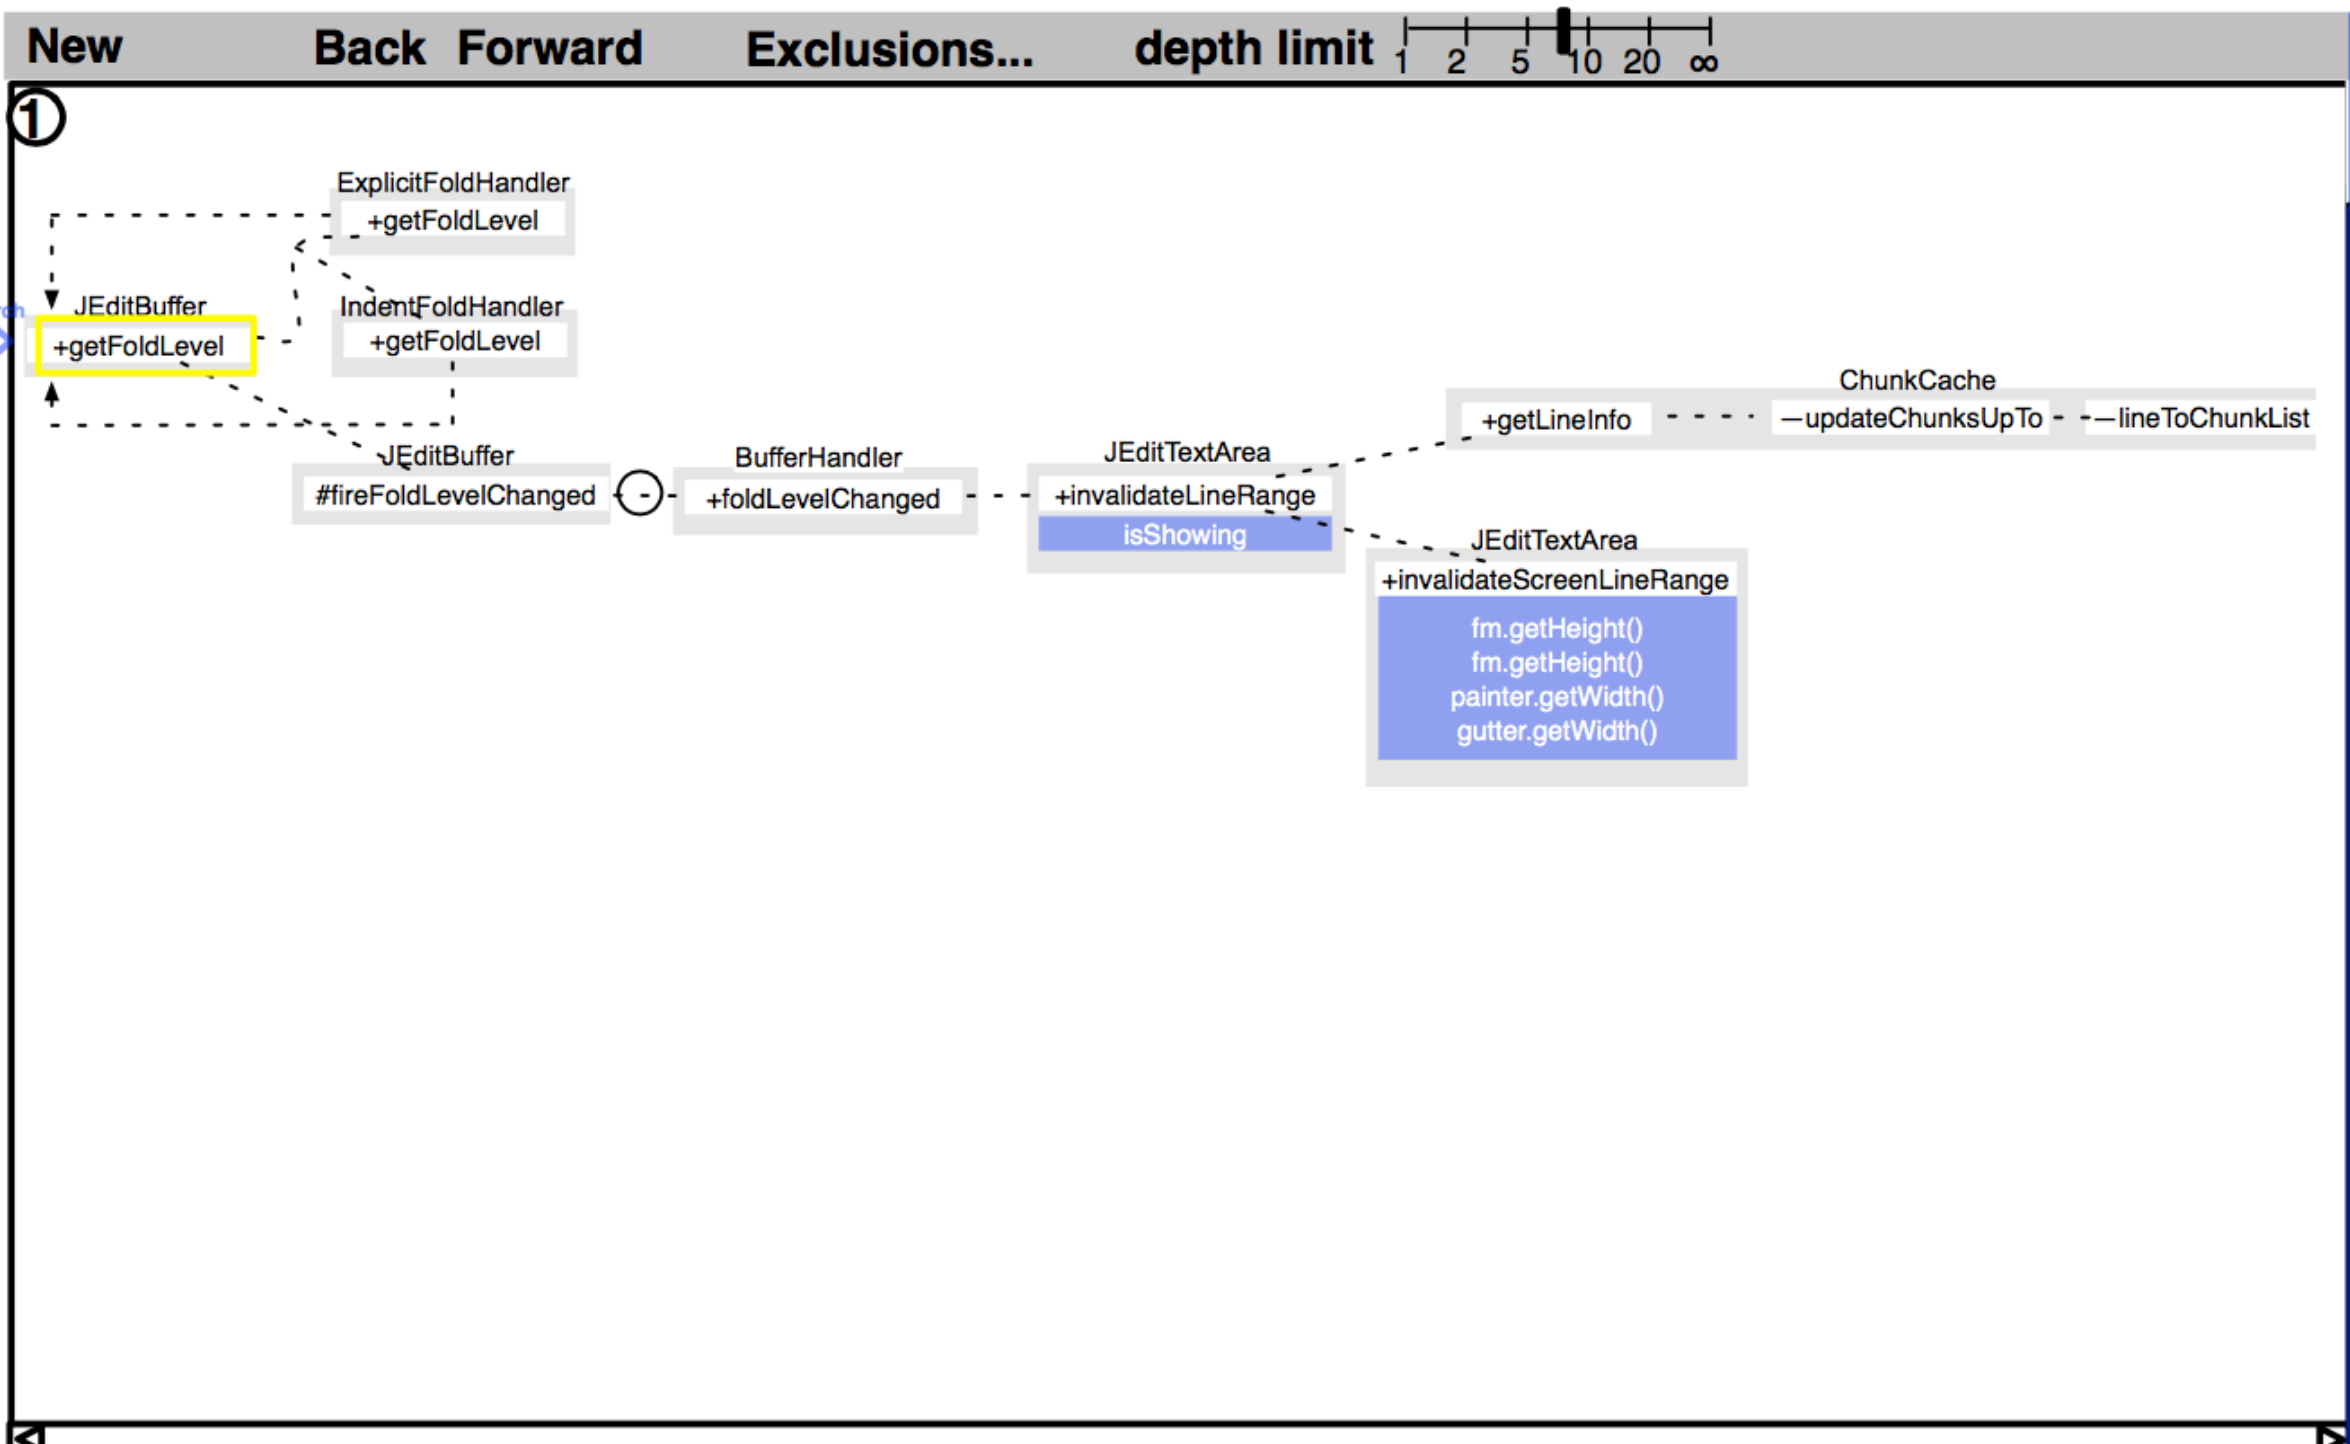 New Back Forward Exclusions... depth limit 1 2 5 10 20 ∞
1
ExplicitFoldHandler
+getFoldLevel
JEditBuffer
+getFoldLevel
IndentFoldHandler
+getFoldLevel
JEditBuffer
#fireFoldLevelChanged
BufferHandler
+foldLevelChanged
JEditTextArea
+invalidateLineRange
isShowing
ChunkCache
+getLineInfo
—updateChunksUpTo
—lineToChunkList
JEditTextArea
+invalidateScreenLineRange
fm.getHeight()
fm.getHeight()
painter.getWidth()
gutter.getWidth()